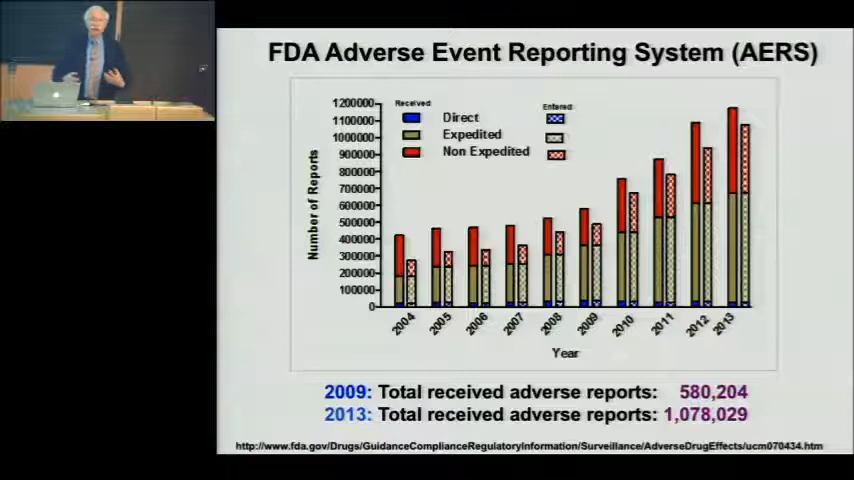 FDA Adverse Event Reporting System (AERS)
Received
Entered
Direct
Expedited
Non Expedited
1200000
1100000
1000000
900000
800000
700000
600000
500000
400000
300000
200000
100000
0
Number of Reports
2004
2005
2006
2007
2008
2009
2010
2011
2012
2013
Year
2009: Total received adverse reports: 580,204
2013: Total received adverse reports: 1,078,029
http://www.fda.gov/Drugs/GuidanceComplianceRegulatoryInformation/Surveillance/AdverseDrugEffects/ucm070434.htm